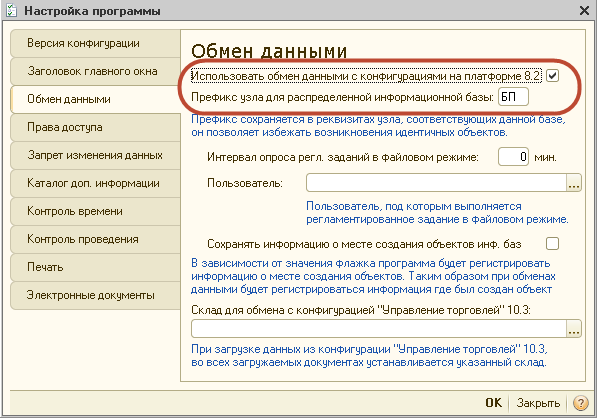 Настройка программы
Версия конфигурации
Заголовок главного окна
Обмен данными
Права доступа
Запрет изменения данных
Каталог доп. информации
Контроль времени
Контроль проведения
Печать
Электронные документы
Обмен данными
Использовать обмен данными с конфигурациями на платформе 8.2
Префикс узла для распределенной информационной базы: БП
Префикс сохраняется в реквизитах узла, соответствующих данной базе,
он позволяет избежать возникновения идентичных объектов.
Интервал опроса регл. заданий в файловом режиме: 0 мин.
Пользователь: ...
Пользователь, под которым выполняется
регламентированное задание в файловом режиме.
Сохранять информацию о месте создания объектов инф. баз
В зависимости от значения флажка программа будет регистрировать
информацию о месте создания объектов. Таким образом при обменах
данными будет регистрироваться информация где был создан объект
Склад для обмена с конфигурацией "Управление торговлей" 10.3:
...
При загрузке данных из конфигурации "Управление торговлей" 10.3,
во всех загружаемых документах устанавливается указанный склад.
OK Закрыть ?